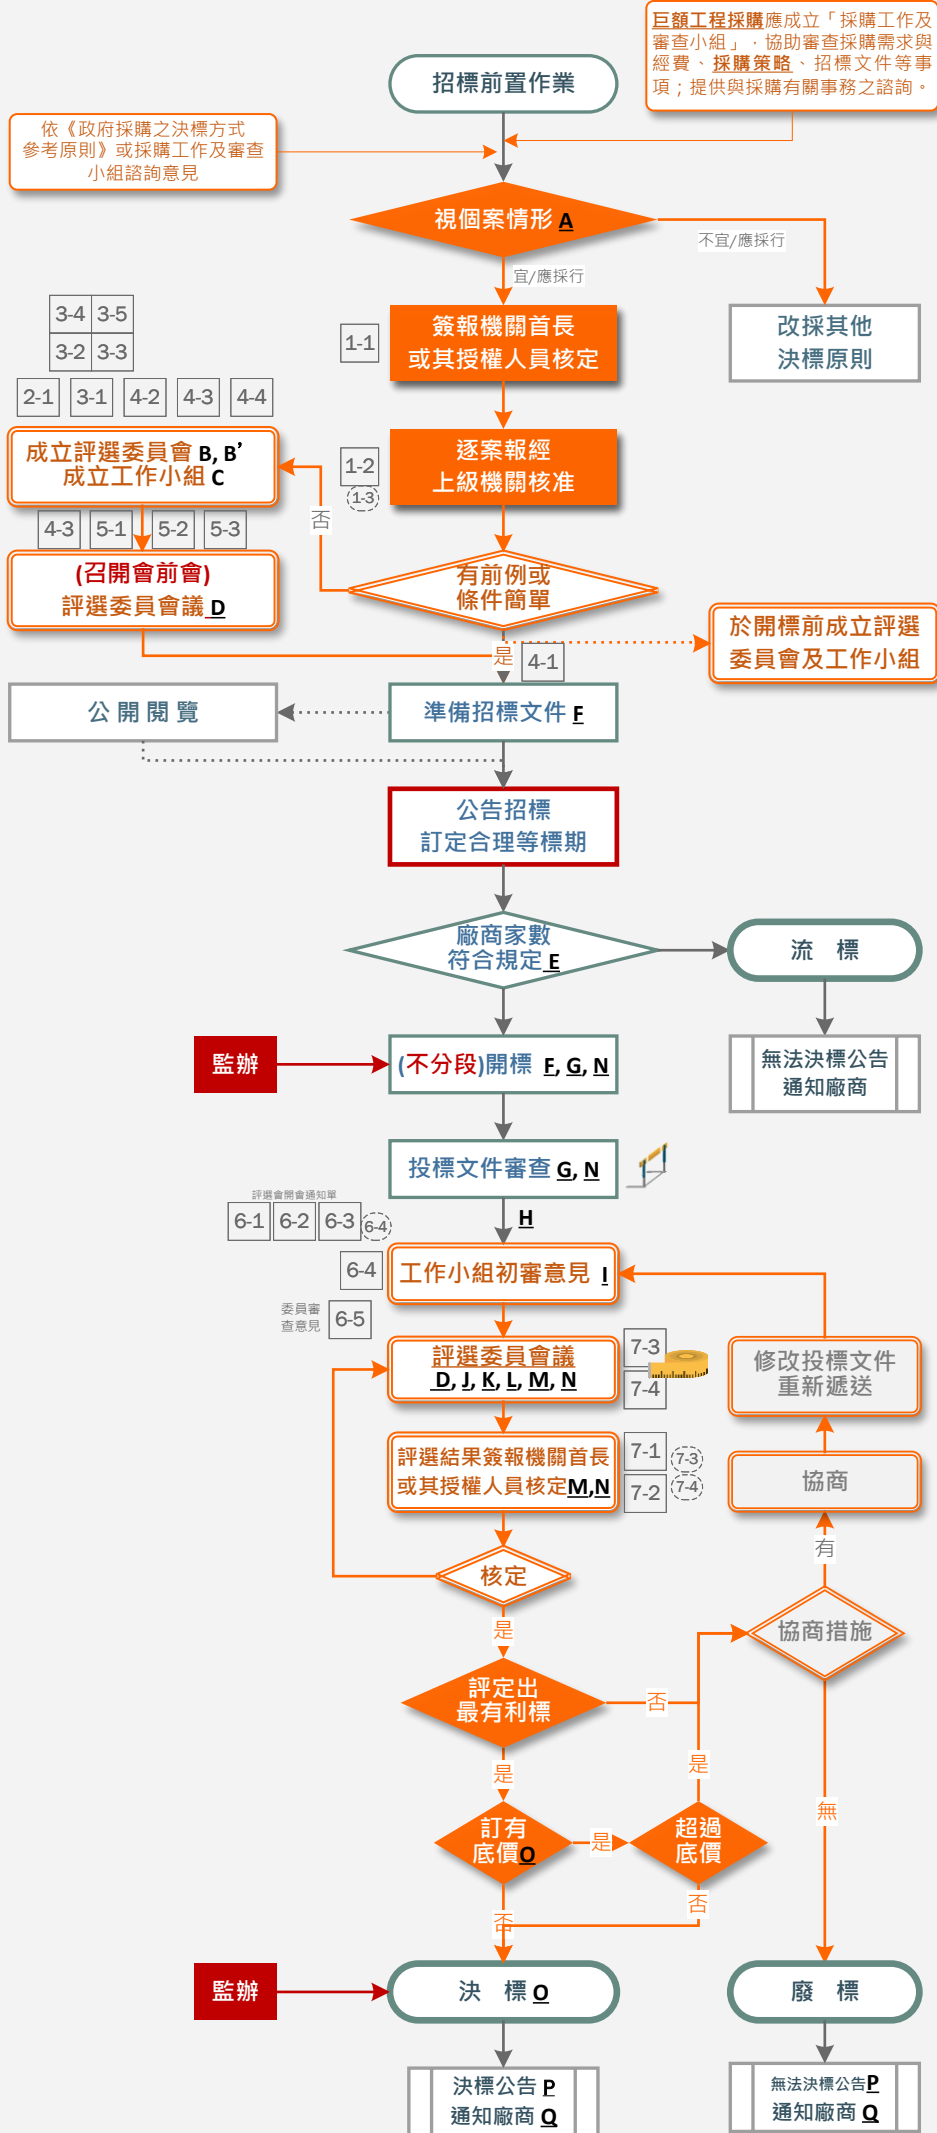 巨額工程採購應成立「採購工作及
審查小組」，協助審查採購需求與
經費、採購策略、招標文件等事
項；提供與採購有關事務之諮詢。
招標前置作業
依《政府採購之決標方式
參考原則》或採購工作及審查
小組諮詢意見
視個案情形 A
不宜/應採行
宜/應採行
改採其他
決標原則
1-1
簽報機關首長
或其授權人員核定
3-4 3-5
3-2 3-3
2-1 3-1 4-2 4-3 4-4
成立評選委員會 B, B’
成立工作小組 C
1-2
1-3
逐案報經
上級機關核准
否
4-3 5-1 5-2 5-3
(召開會前會)
評選委員會議 D
有前例或
條件簡單
於開標前成立評選
委員會及工作小組
是
4-1
公開閱覽
準備招標文件 F
公告招標
訂定合理等標期
廠商家數
符合規定 E
流 標
無法決標公告
通知廠商
監辦
(不分段)開標 F, G, N
投標文件審查 G, N
評選會開會通知單
6-1 6-2 6-3 6-4
H
6-4
工作小組初審意見 I
委員審
查意見
6-5
評選委員會議
D, J, K, L, M, N
7-3
7-4
修改投標文件
重新遞送
評選結果簽報機關首長
或其授權人員核定M,N
7-1 7-3
7-2 7-4
協商
有
核定
是
協商措施
評定出
最有利標
否
是
是
訂有
底價O
是
超過
底價
無
否
否
監辦
決 標 O
廢 標
決標公告 P
通知廠商 Q
無法決標公告P
通知廠商 Q